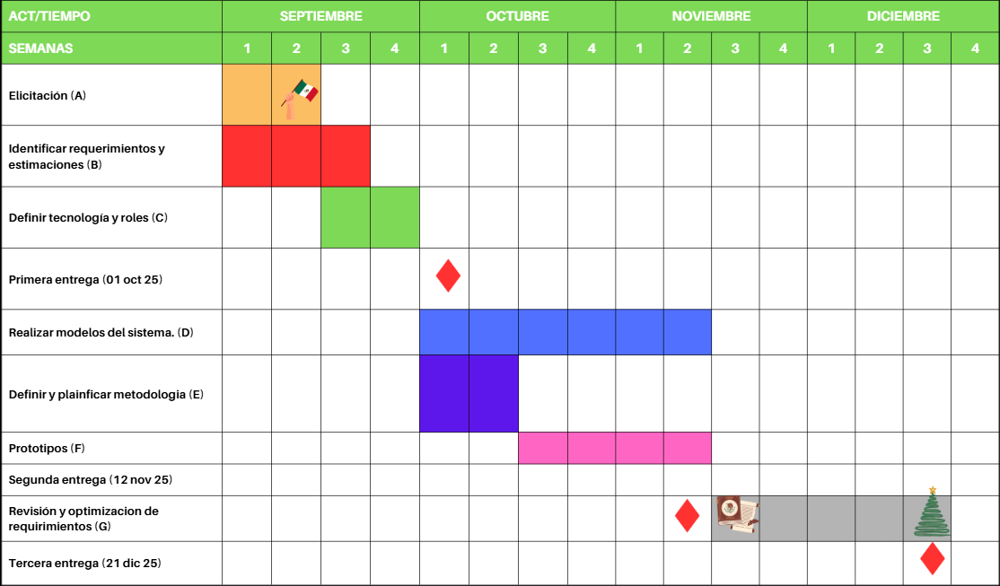 ACT/TIEMPO SEPTIEMBRE OCTUBRE NOVIEMBRE DICIEMBRE
SEMANAS 1 2 3 4 1 2 3 4 1 2 3 4 1 2 3 4
Elicitación (A)
Identificar requerimientos y
estimaciones (B)
Definir tecnología y roles (C)
Primera entrega (01 oct 25)
Realizar modelos del sistema. (D)
Definir y plainficar metodologia (E)
Prototipos (F)
Segunda entrega (12 nov 25)
Revisión y optimizacion de
requirimientos (G)
Tercera entrega (21 dic 25)